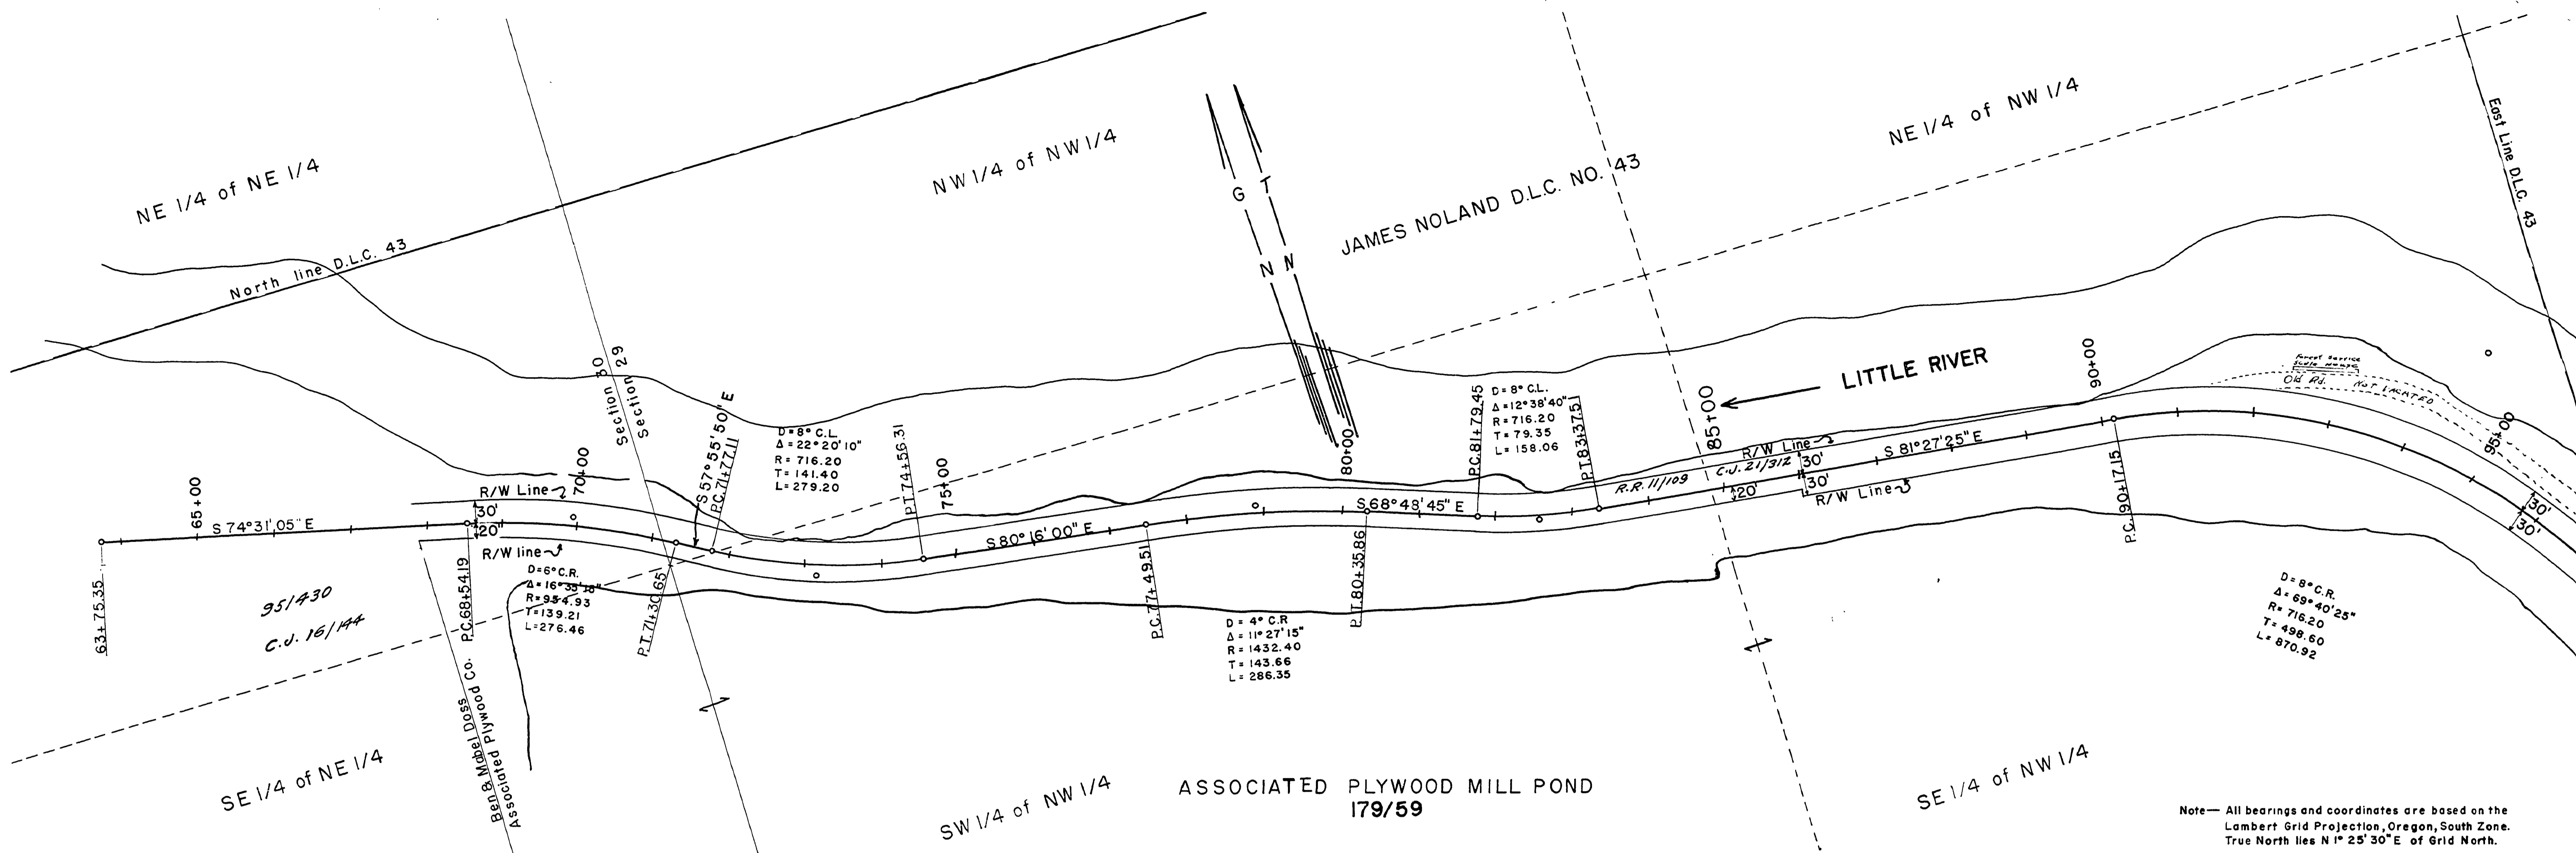 NE 1/4 of NE 1/4
North line D.L.C. 43
NW 1/4 of NW 1/4
G N
T N
JAMES NOLAND D.L.C. NO. 43
NE 1/4 of NW 1/4
East Line D.L.C. 43
Section 30
Section 29
63+75.35
65+00
S 74°31'.05" E
95/430
C.J. 16/144
R/W Line
30'
20"
R/W line
P.C. 68+54.19
70+00
D=6° C.R.
R=954.93
T=139.21
L=276.46
P.T. 71+30.65
S 57°55'50" E
P.C. 71+77.11
D=8° C.L.
Δ = 22°20'10"
R = 716.20
T = 141.40
L = 279.20
P.T. 74+56.31
75+00
S 80°16'00" E
P.C. 77+49.51
D = 4° C.R
Δ = 11°27'15"
R = 1432.40
T = 143.66
L = 286.35
80+00
P.T. 80+35.86
S 68°48'45" E
P.C. 81+79.45
D= 8° C.L.
Δ=12°38'40"
R=716.20
T= 79.35
L= 158.06
P.T. 83+37.51
R.R. 11/109
C.J. 21/312
85+00
LITTLE RIVER
R/W Line
30'
30'
20'
R/W Line
S 81°27'25" E
90+00
P.C. 90+17.15
Forest Service
Scale House
Old Rd. NOT VACATED
95+00
30'
30'
D= 8° C.R.
Δ= 69°40'25"
R= 716.20
T= 498.60
L= 870.92
SE 1/4 of NE 1/4
Ben & Mabel Doss
Associated Plywood Co.
SW 1/4 of NW 1/4
ASSOCIATED PLYWOOD MILL POND
179/59
SE 1/4 of NW 1/4
Note— All bearings and coordinates are based on the
Lambert Grid Projection, Oregon, South Zone.
True North lies N 1° 25' 30" E of Grid North.